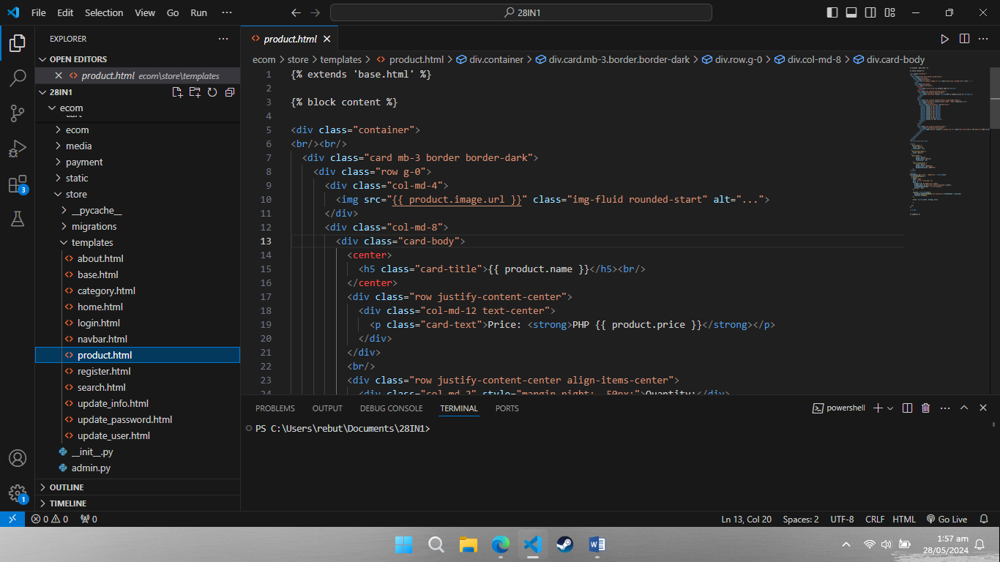 File Edit Selection View Go Run ···
28IN1
EXPLORER
OPEN EDITORS
product.html ecom\store\templates
28IN1
ecom
cart
ecom
media
payment
static
store
__pycache__
migrations
templates
about.html
base.html
category.html
home.html
login.html
navbar.html
product.html
register.html
search.html
update_info.html
update_password.html
update_user.html
__init__.py
admin.py
OUTLINE
TIMELINE
3
1
product.html
ecom > store > templates > product.html > div.container > div.card.mb-3.border.border-dark > div.row.g-0 > div.col-md-8 > div.card-body
1 {% extends 'base.html' %}
2
3 {% block content %}
4
5 <div class="container">
6 <br/><br/>
7 <div class="card mb-3 border border-dark">
8 <div class="row g-0">
9 <div class="col-md-4">
10 <img src="{{ product.image.url }}" class="img-fluid rounded-start" alt="...">
11 </div>
12 <div class="col-md-8">
13 <div class="card-body">
14 <center>
15 <h5 class="card-title">{{ product.name }}</h5><br/>
16 </center>
17 <div class="row justify-content-center">
18 <div class="col-md-12 text-center">
19 <p class="card-text">Price: <strong>PHP {{ product.price }}</strong></p>
20 </div>
21 </div>
22 <br/>
23 <div class="row justify-content-center align-items-center">
24 <div class="col-md-2" style="margin-right: -50px;">Quantity:</div>
PROBLEMS OUTPUT DEBUG CONSOLE TERMINAL PORTS
powershell
PS C:\Users\rebut\Documents\28IN1>
0 0 0
Ln 13, Col 20 Spaces: 2 UTF-8 CRLF HTML Go Live
1:57 am
28/05/2024